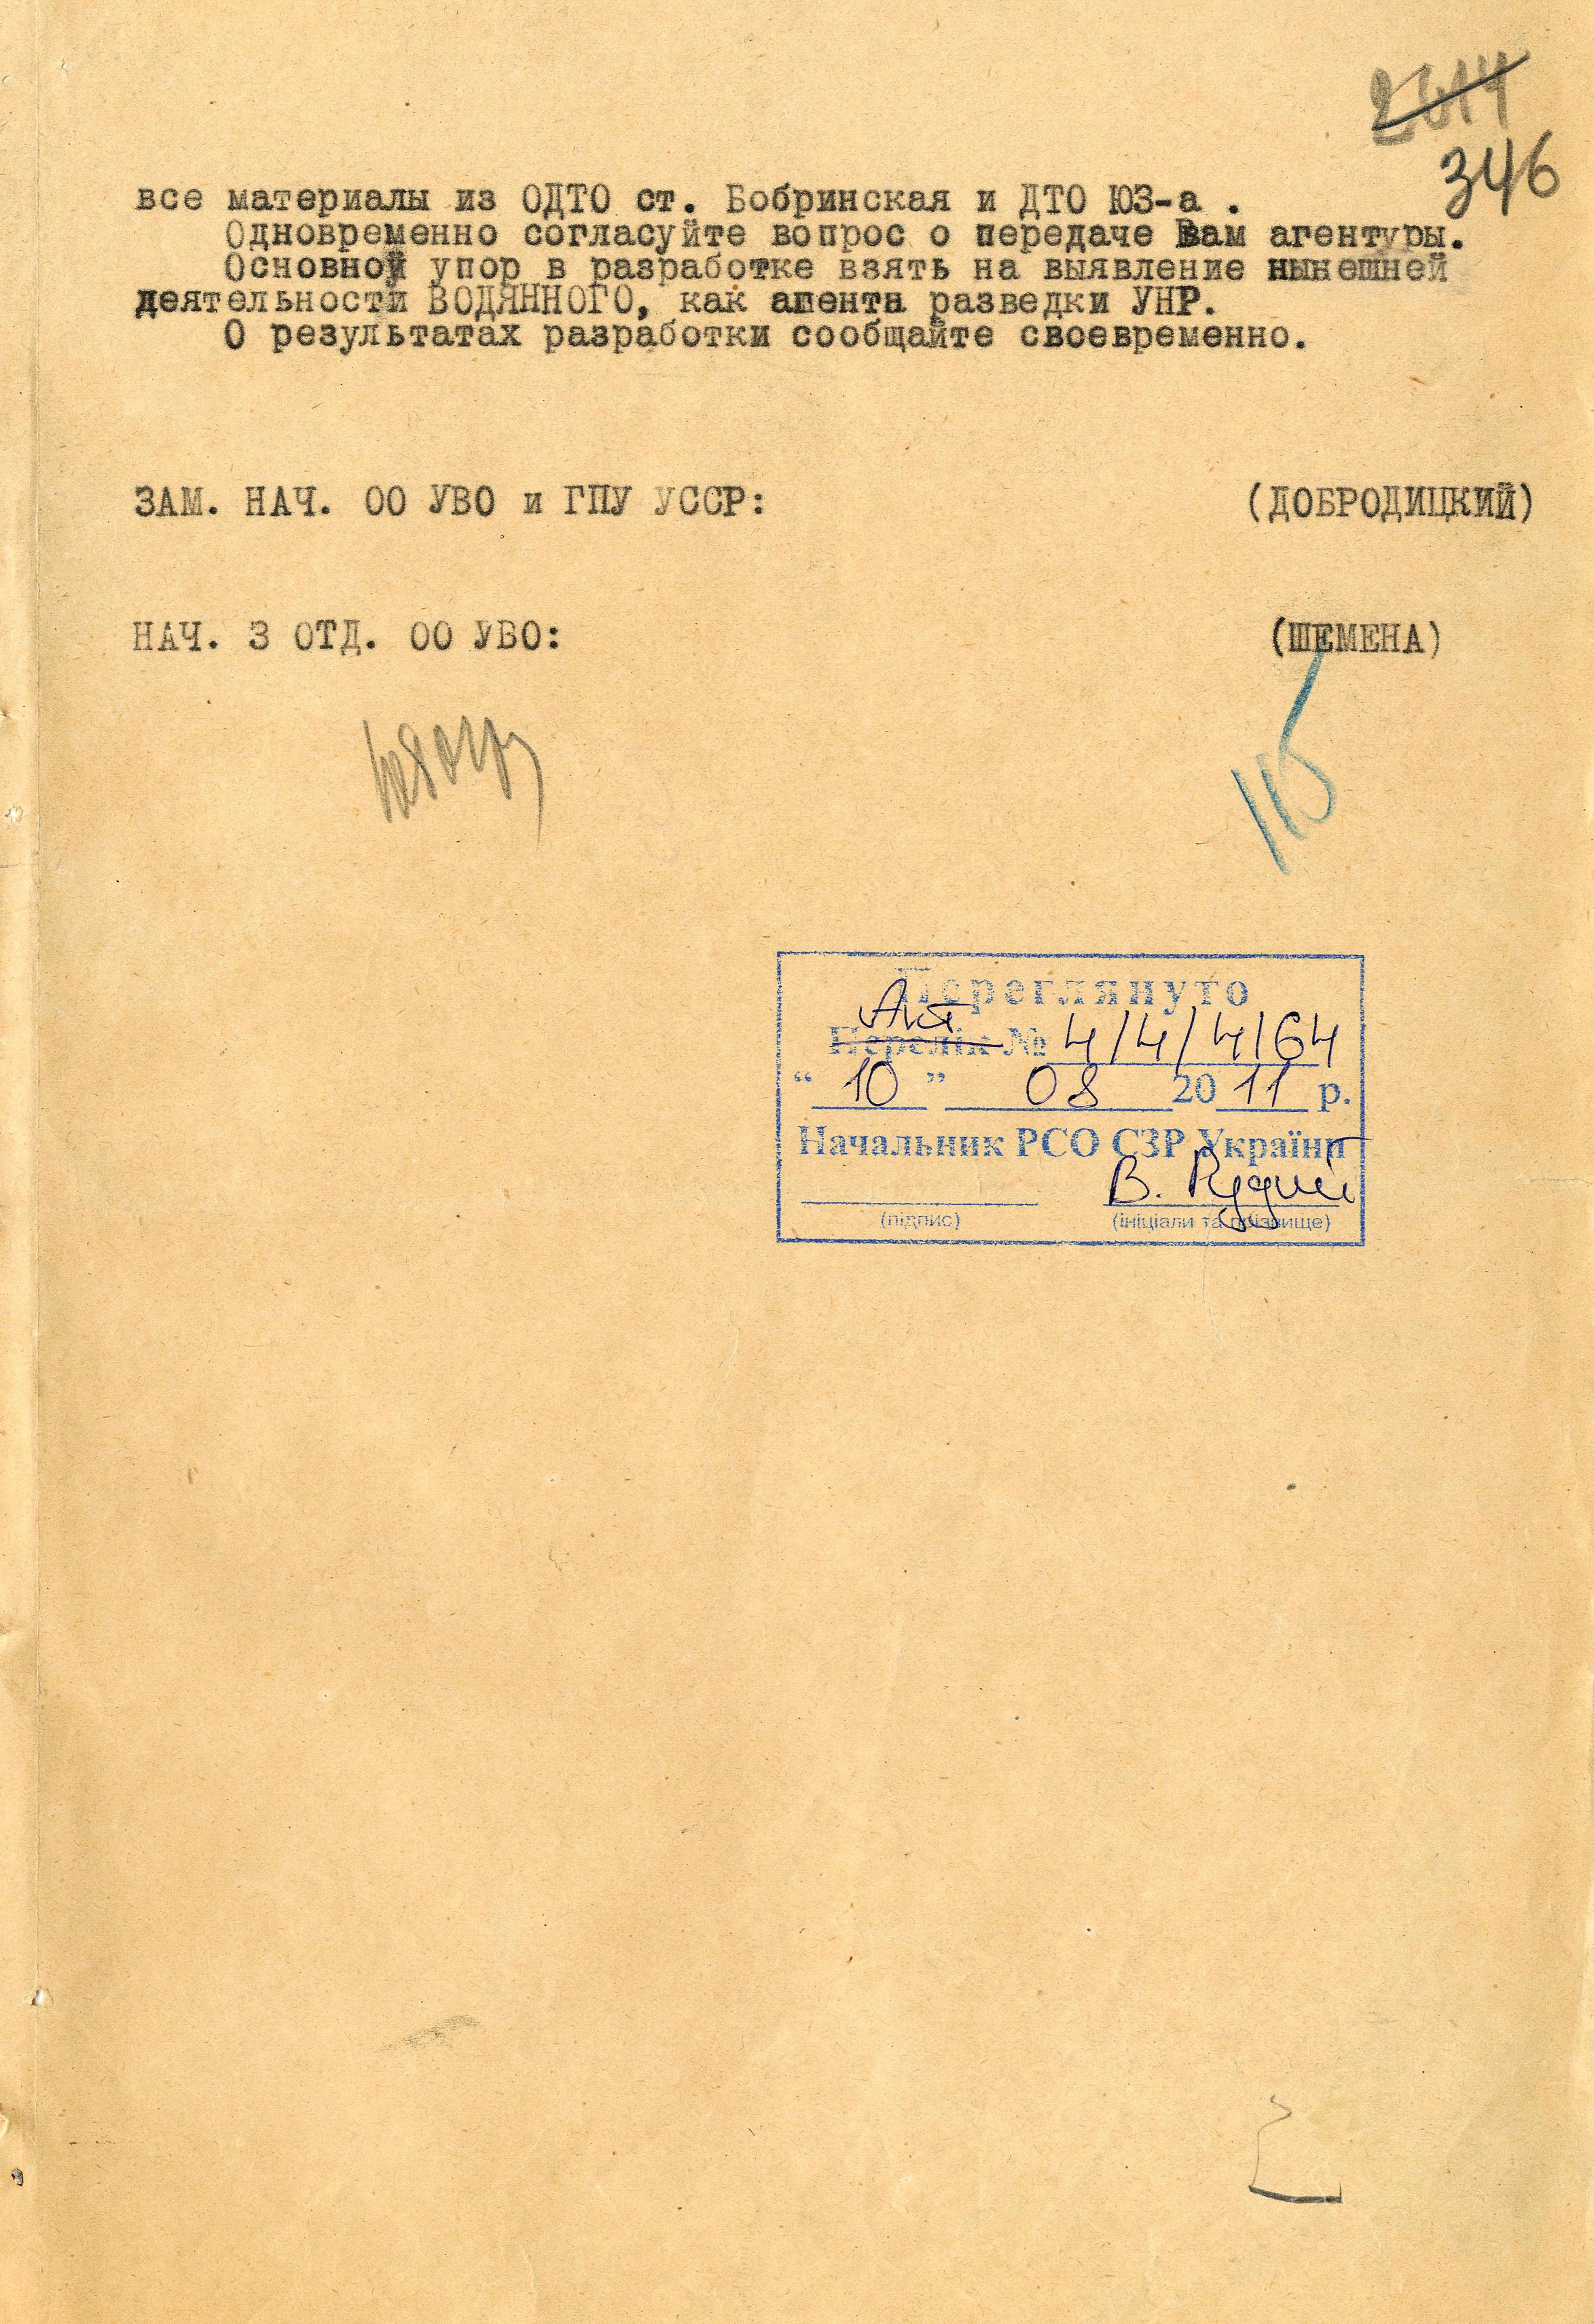 346
все материалы из ОДТО ст. Бобринская и ДТО ЮЗ-а .
Одновременно согласуйте вопрос о передаче Вам агентуры.
Основной упор в разработке взять на выявление нынешней
деятельности ВОДЯННОГО, как агента разведки УНР.
О результатах разработки сообщайте своевременно.
ЗАМ. НАЧ. ОО УВО и ГПУ УССР: (ДОБРОДИЦКИЙ)
НАЧ. 3 ОТД. ОО УВО: (ШЕМЕНА)
115
Переглянуто
Акт
Перелік № 4/4/4/64
“ 10 ” 08 2011 р.
Начальник РСО СЗР України
В. Рудий
(підпис) (ініціали та прізвище)